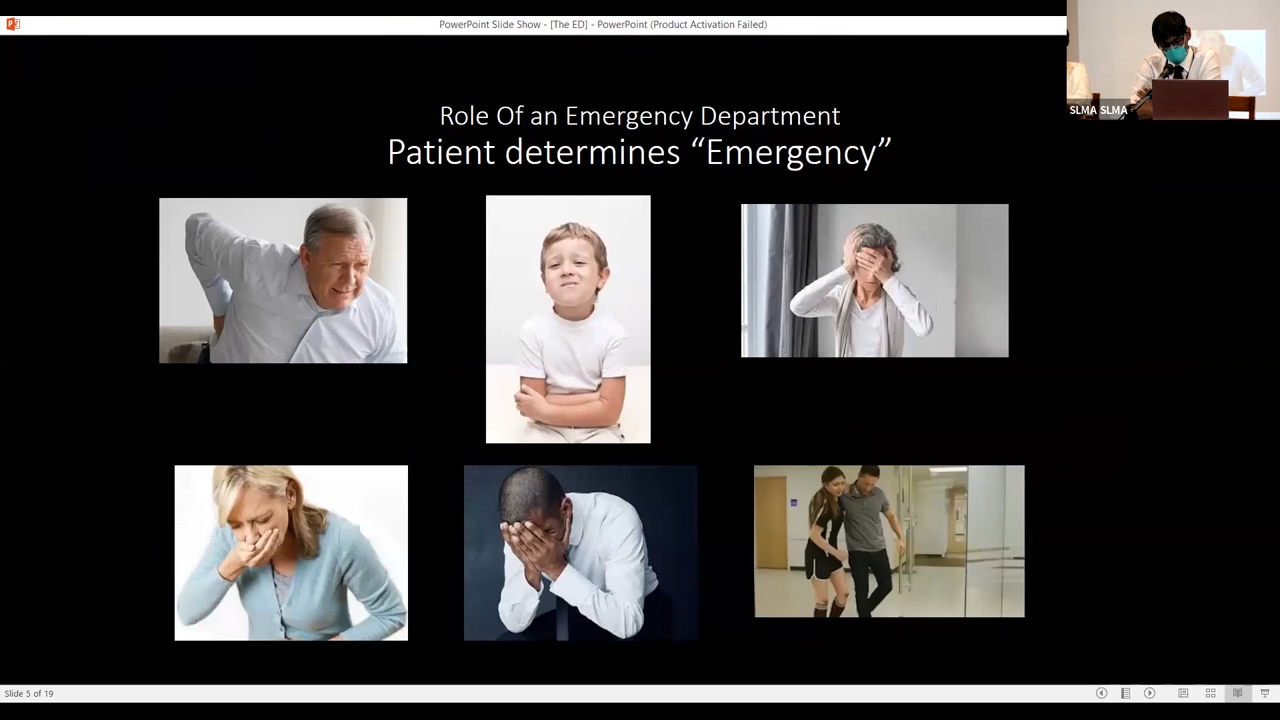 PowerPoint Slide Show - [The ED] - PowerPoint (Product Activation Failed)
SLMA SLMA
Role Of an Emergency Department
Patient determines “Emergency”
Slide 5 of 19